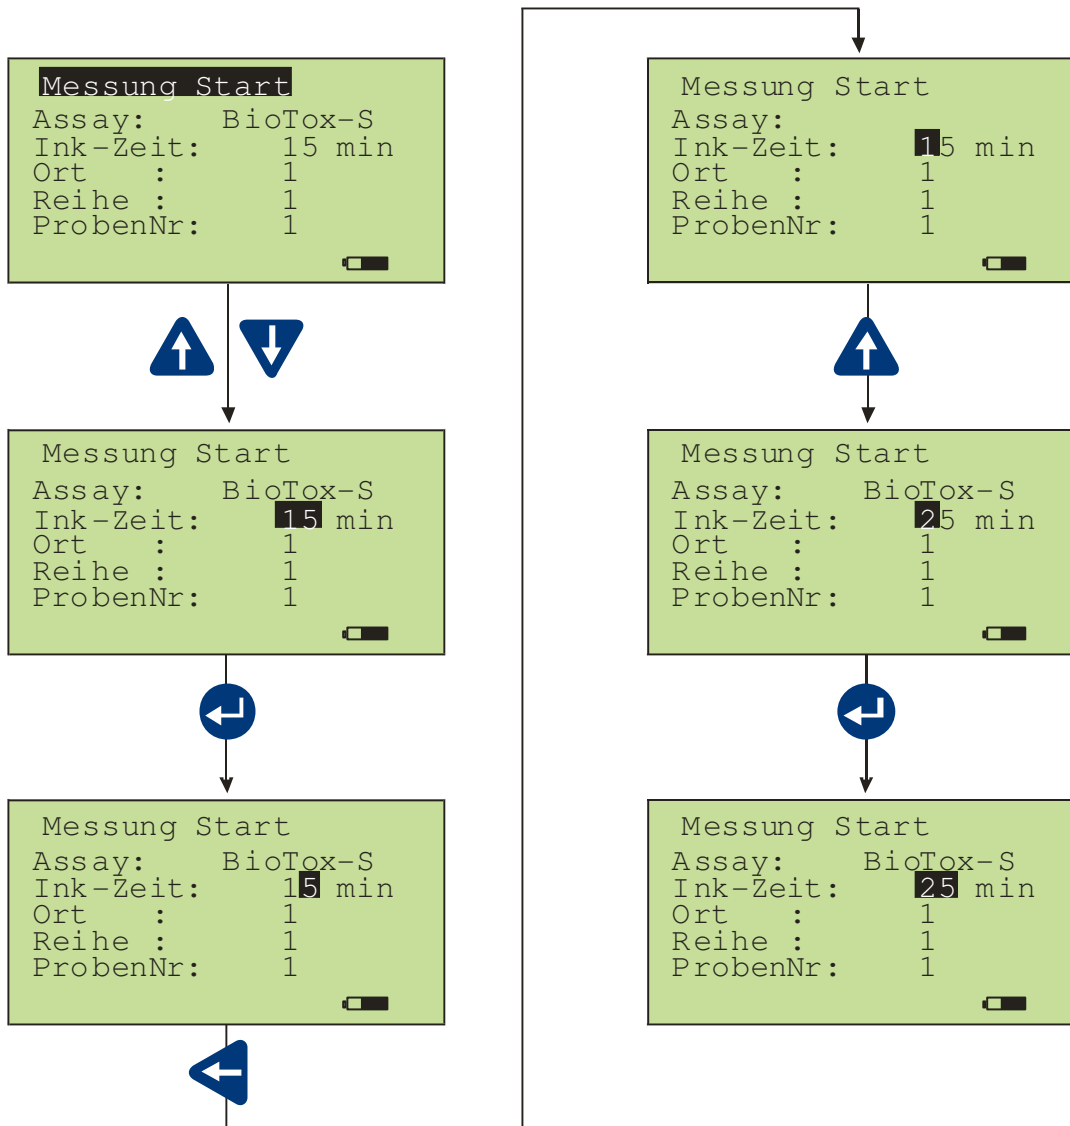 Messung Start
Assay: BioTox-S
Ink-Zeit: 15 min
Ort : 1
Reihe : 1
ProbenNr: 1
Messung Start
Assay: BioTox-S
Ink-Zeit: 15 min
Ort : 1
Reihe : 1
ProbenNr: 1
Messung Start
Assay: BioTox-S
Ink-Zeit: 15 min
Ort : 1
Reihe : 1
ProbenNr: 1
Messung Start
Assay:
Ink-Zeit: 15 min
Ort : 1
Reihe : 1
ProbenNr: 1
Messung Start
Assay: BioTox-S
Ink-Zeit: 25 min
Ort : 1
Reihe : 1
ProbenNr: 1
Messung Start
Assay: BioTox-S
Ink-Zeit: 25 min
Ort : 1
Reihe : 1
ProbenNr: 1